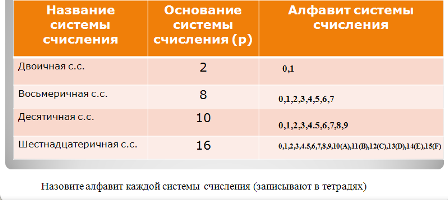 Название системы счисления	Основание системы счисления (p)	Алфавит системы счисления
Двоичная с.с.	2	0,1
Восьмеричная с.с.	8	0,1,2,3,4,5,6,7
Десятичная с.с.	10	0,1,2,3,4.5,6,7,8,9
Шестнадцатеричная с.с.	16	0,1,2,3,4.5,6,7,8,9,10(A),11(B),12(C),13(D),14(E),15(F)
Назовите алфавит каждой системы счисления (записывают в тетрадях)